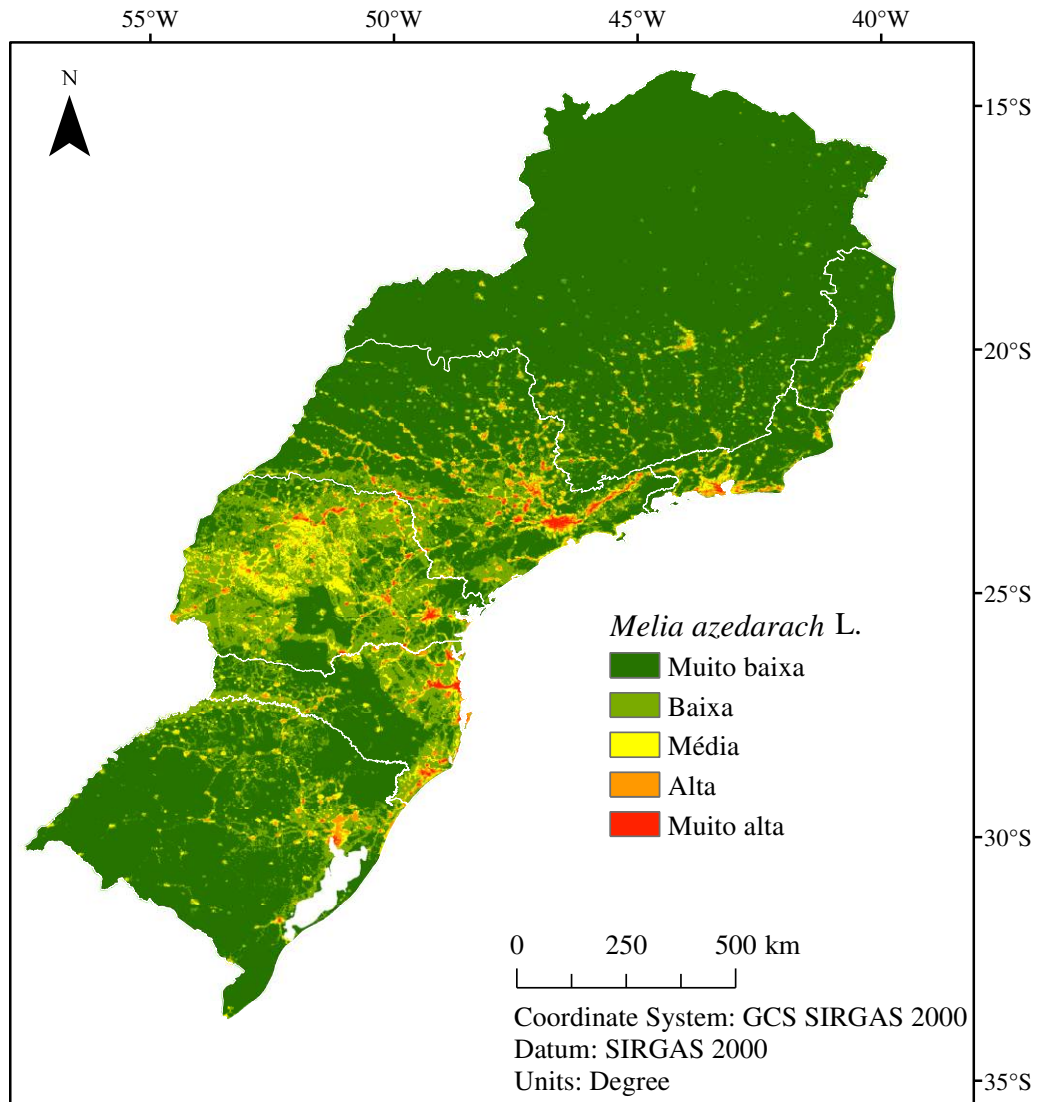 55°W 50°W 45°W 40°W
N
15°S
20°S
25°S
Melia azedarach L.
Muito baixa
Baixa
Média
Alta
Muito alta
30°S
0 250 500 km
Coordinate System: GCS SIRGAS 2000
Datum: SIRGAS 2000
Units: Degree
35°S